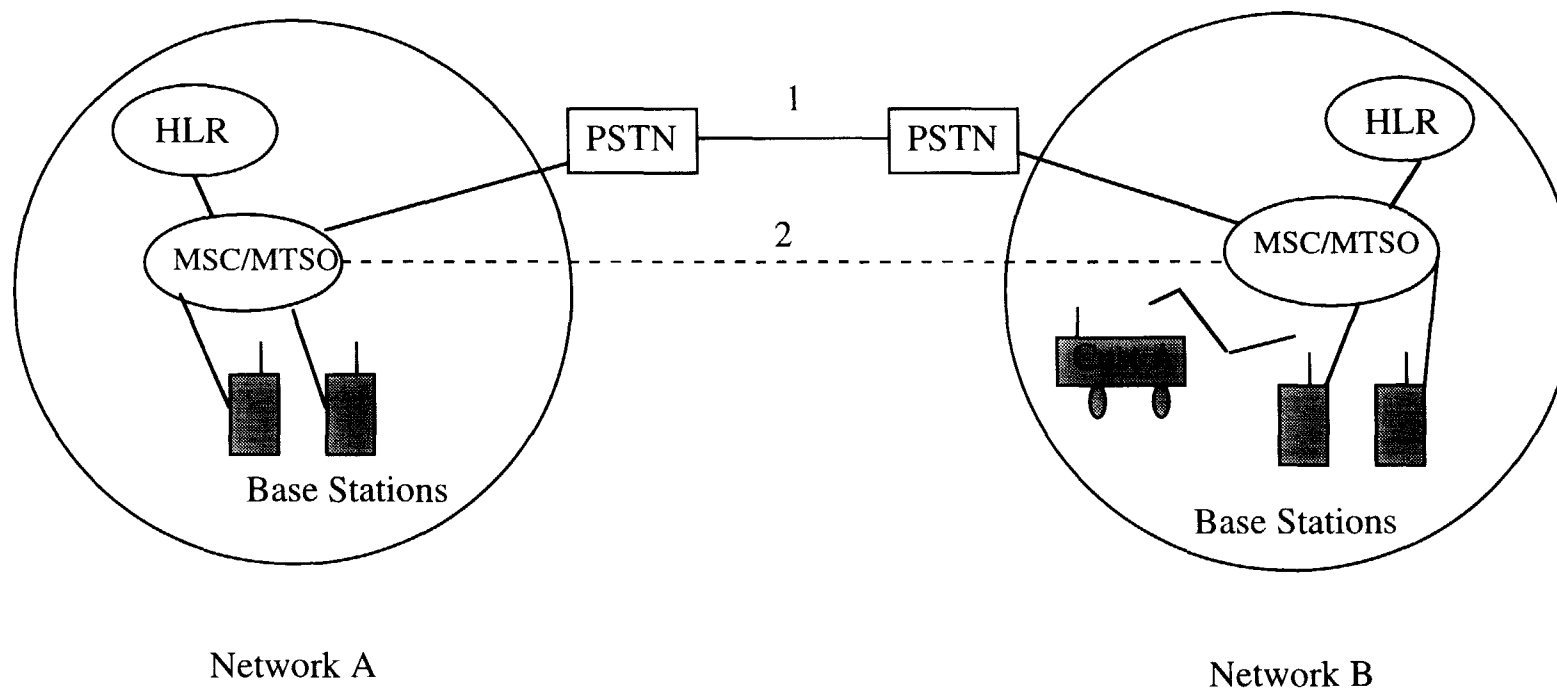 1
HLR
PSTN
PSTN
HLR
2
MSC/MTSO
MSC/MTSO
Base Stations
Base Stations
Network A
Network B